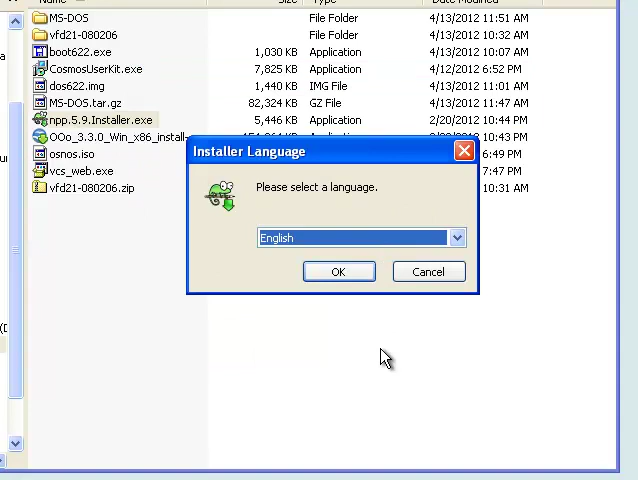 Name Size Type Date Modified
MS-DOS File Folder 4/13/2012 11:51 AM
vfd21-080206 File Folder 4/13/2012 10:32 AM
boot622.exe 1,030 KB Application 4/13/2012 10:07 AM
CosmosUserKit.exe 7,825 KB Application 4/12/2012 6:52 PM
dos622.img 1,440 KB IMG File 4/13/2012 11:01 AM
MS-DOS.tar.gz 82,324 KB GZ File 4/13/2012 11:47 AM
npp.5.9.Installer.exe 5,446 KB Application 2/20/2012 10:44 PM
OOo_3.3.0_Win_x86_install- 10:43 PM
osnos.iso 6:49 PM
vcs_web.exe 7:47 PM
vfd21-080206.zip 10:31 AM
Installer Language
Please select a language.
English
OK Cancel